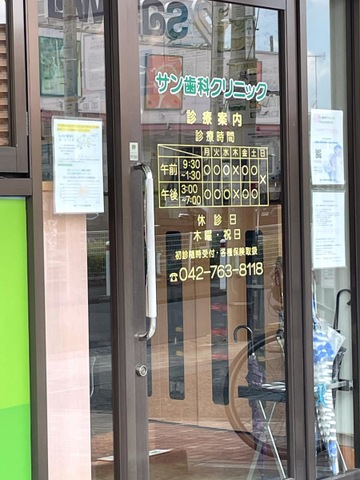 サン歯科クリニック
診療案内
診療時間
月火水木金土日
午前 9:30~1:30 ○○○×○○×
午後 3:00~7:00 ○○○×○○
休診日
木曜・祝日
初診随時受付・各種保険取扱
☎042-763-8118